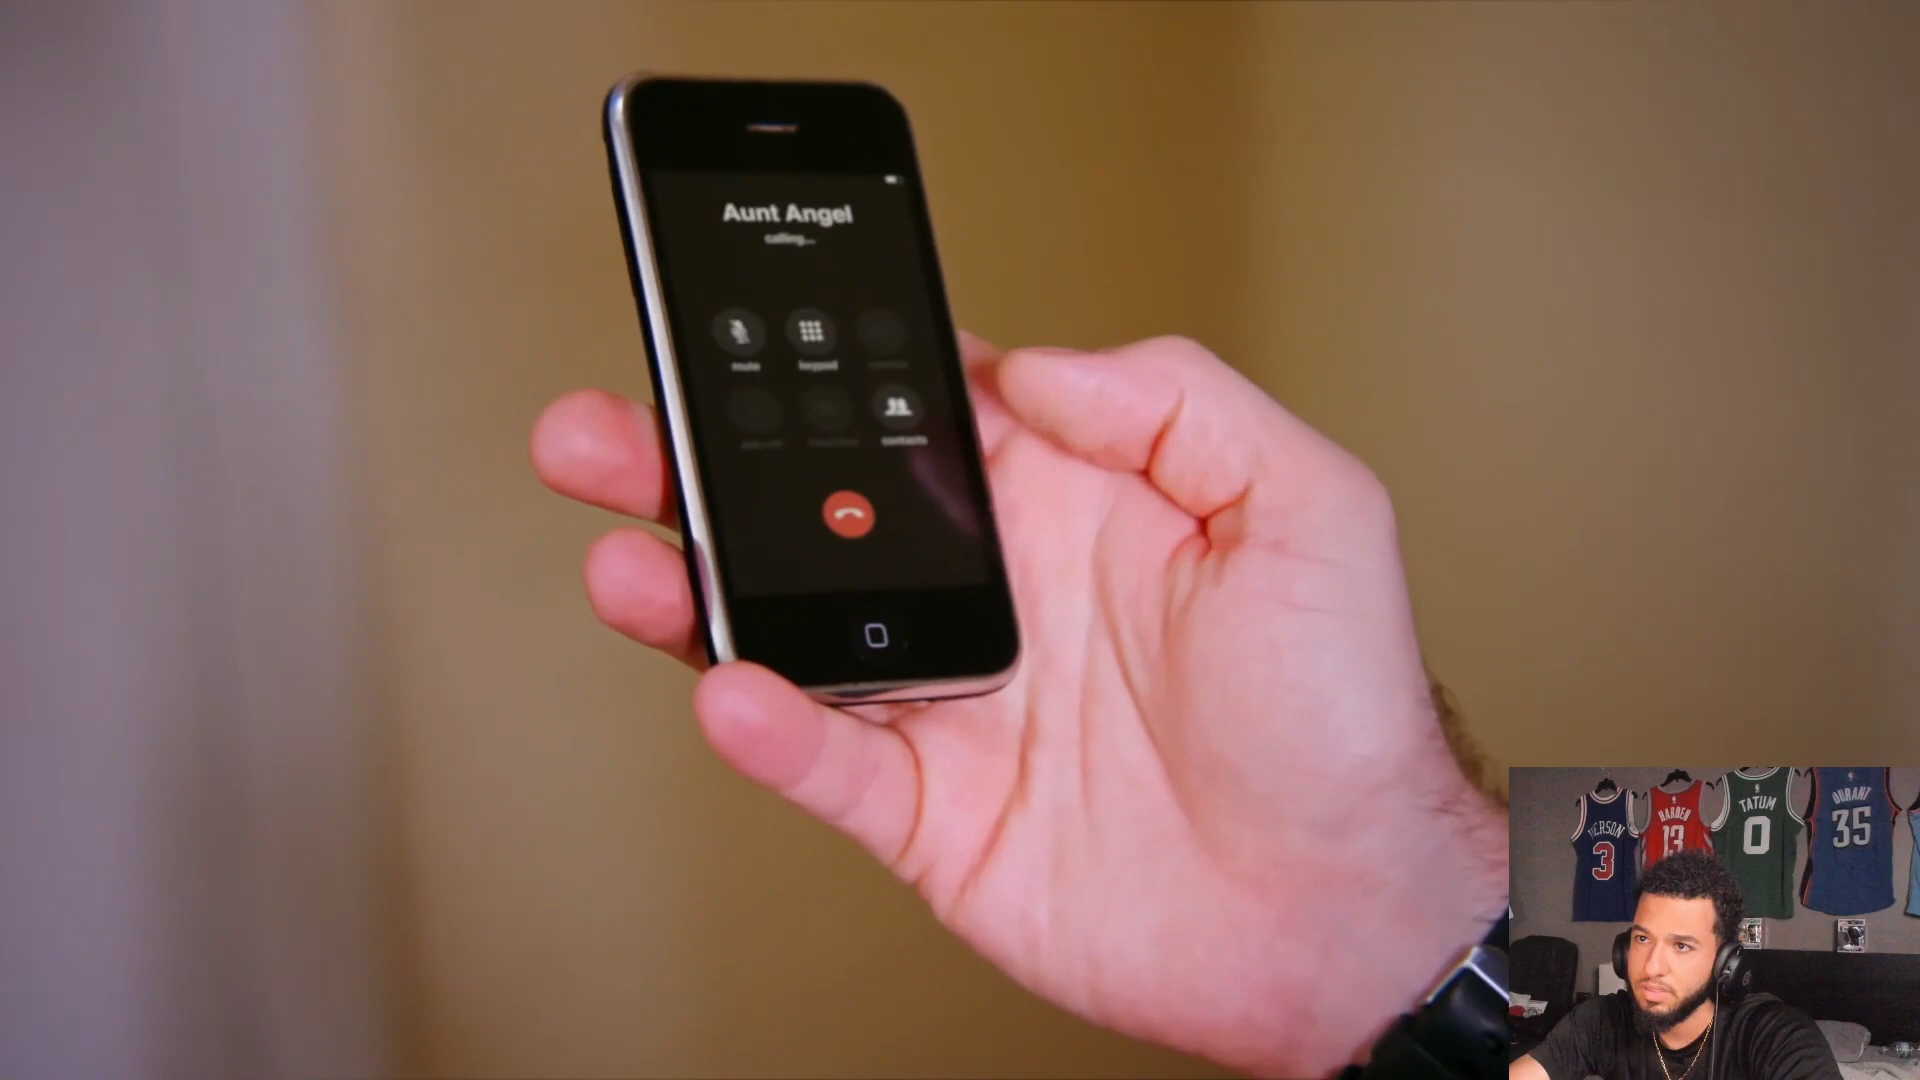 Aunt Angel
calling...
mute
keypad
contacts
IVERSON
3
HARDEN
13
TATUM
0
DURANT
35